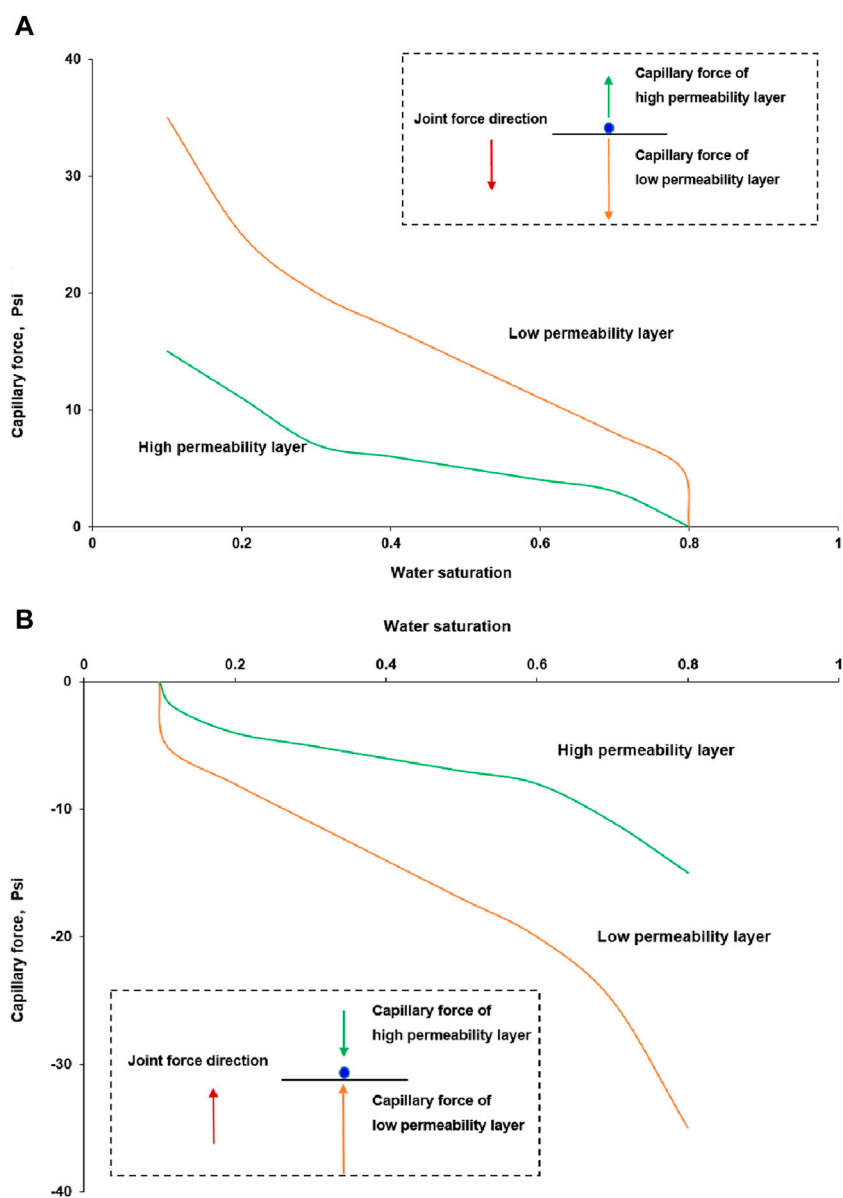 A
40
30
20
10
0
Capillary force, Psi
Capillary force of
high permeability layer
Joint force direction
Capillary force of
low permeability layer
Low permeability layer
High permeability layer
0 0.2 0.4 0.6 0.8 1
Water saturation
B
Water saturation
0 0.2 0.4 0.6 0.8 1
0
-10
-20
-30
-40
Capillary force, Psi
High permeability layer
Low permeability layer
Capillary force of
high permeability layer
Joint force direction
Capillary force of
low permeability layer